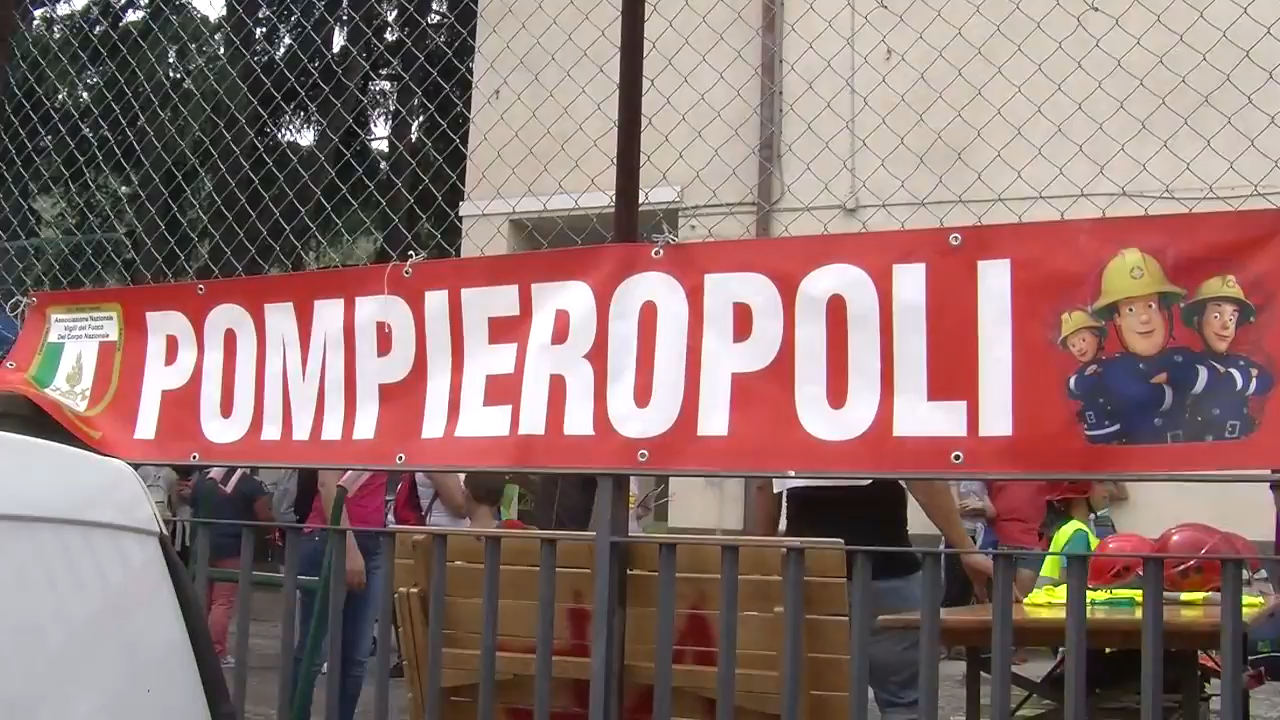 Associazione Nazionale
Vigili del Fuoco
Del Corpo Nazionale
POMPIEROPOLI